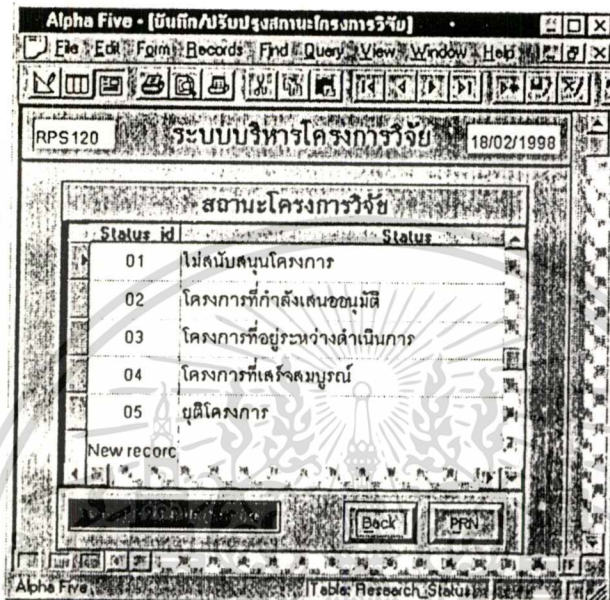 Alpha Five - [บันทึก/ปรับปรุงสถานะโครงการวิจัย]
File Edit Form Records Find Query View Window Help
RPS120 ระบบบริหารโครงการวิจัย 18/02/1998
สถานะโครงการวิจัย
Status_id Status
01 ไม่สนับสนุนโครงการ
02 โครงการที่กำลังเสนออนุมัติ
03 โครงการที่อยู่ระหว่างดำเนินการ
04 โครงการที่เสร็จสมบูรณ์
05 ยุติโครงการ
New recorc
Back PRN
Alpha Five Table: Research_Status